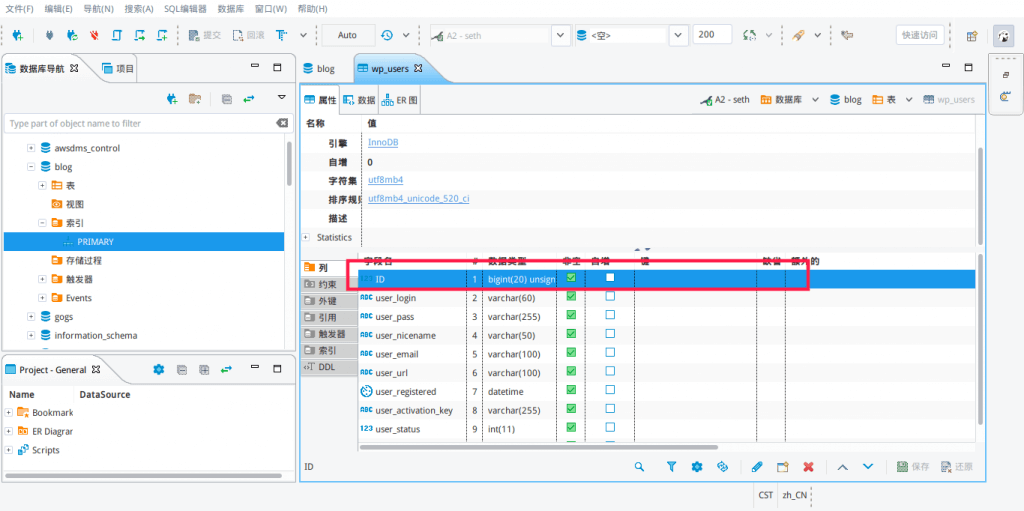 文件(F) 编辑(E) 导航(N) 搜索(A) SQL编辑器 数据库 窗口(W) 帮助(H)
提交 回滚 Auto A2 - seth <空> 200 快速访问
数据库导航 项目
Type part of object name to filter
awsdms_control
blog
表
视图
索引
PRIMARY
存储过程
触发器
Events
gogs
information_schema
Project - General
Name DataSource
Bookmark
ER Diagrar
Scripts
blog wp_users
属性 数据 ER 图 A2 - seth 数据库 blog 表 wp_users
名称 值
引擎 InnoDB
自增 0
字符集 utf8mb4
排序规则 utf8mb4_unicode_520_ci
描述
Statistics
列
约束
外键
引用
触发器
索引
DDL
字段名 # 数据类型 非空 自增 键 缺省 额外的
123 ID 1 bigint(20) unsign
ABC user_login 2 varchar(60)
ABC user_pass 3 varchar(255)
ABC user_nicename 4 varchar(50)
ABC user_email 5 varchar(100)
ABC user_url 6 varchar(100)
user_registered 7 datetime
ABC user_activation_key 8 varchar(255)
123 user_status 9 int(11)
ID 保存 还原
CST zh_CN